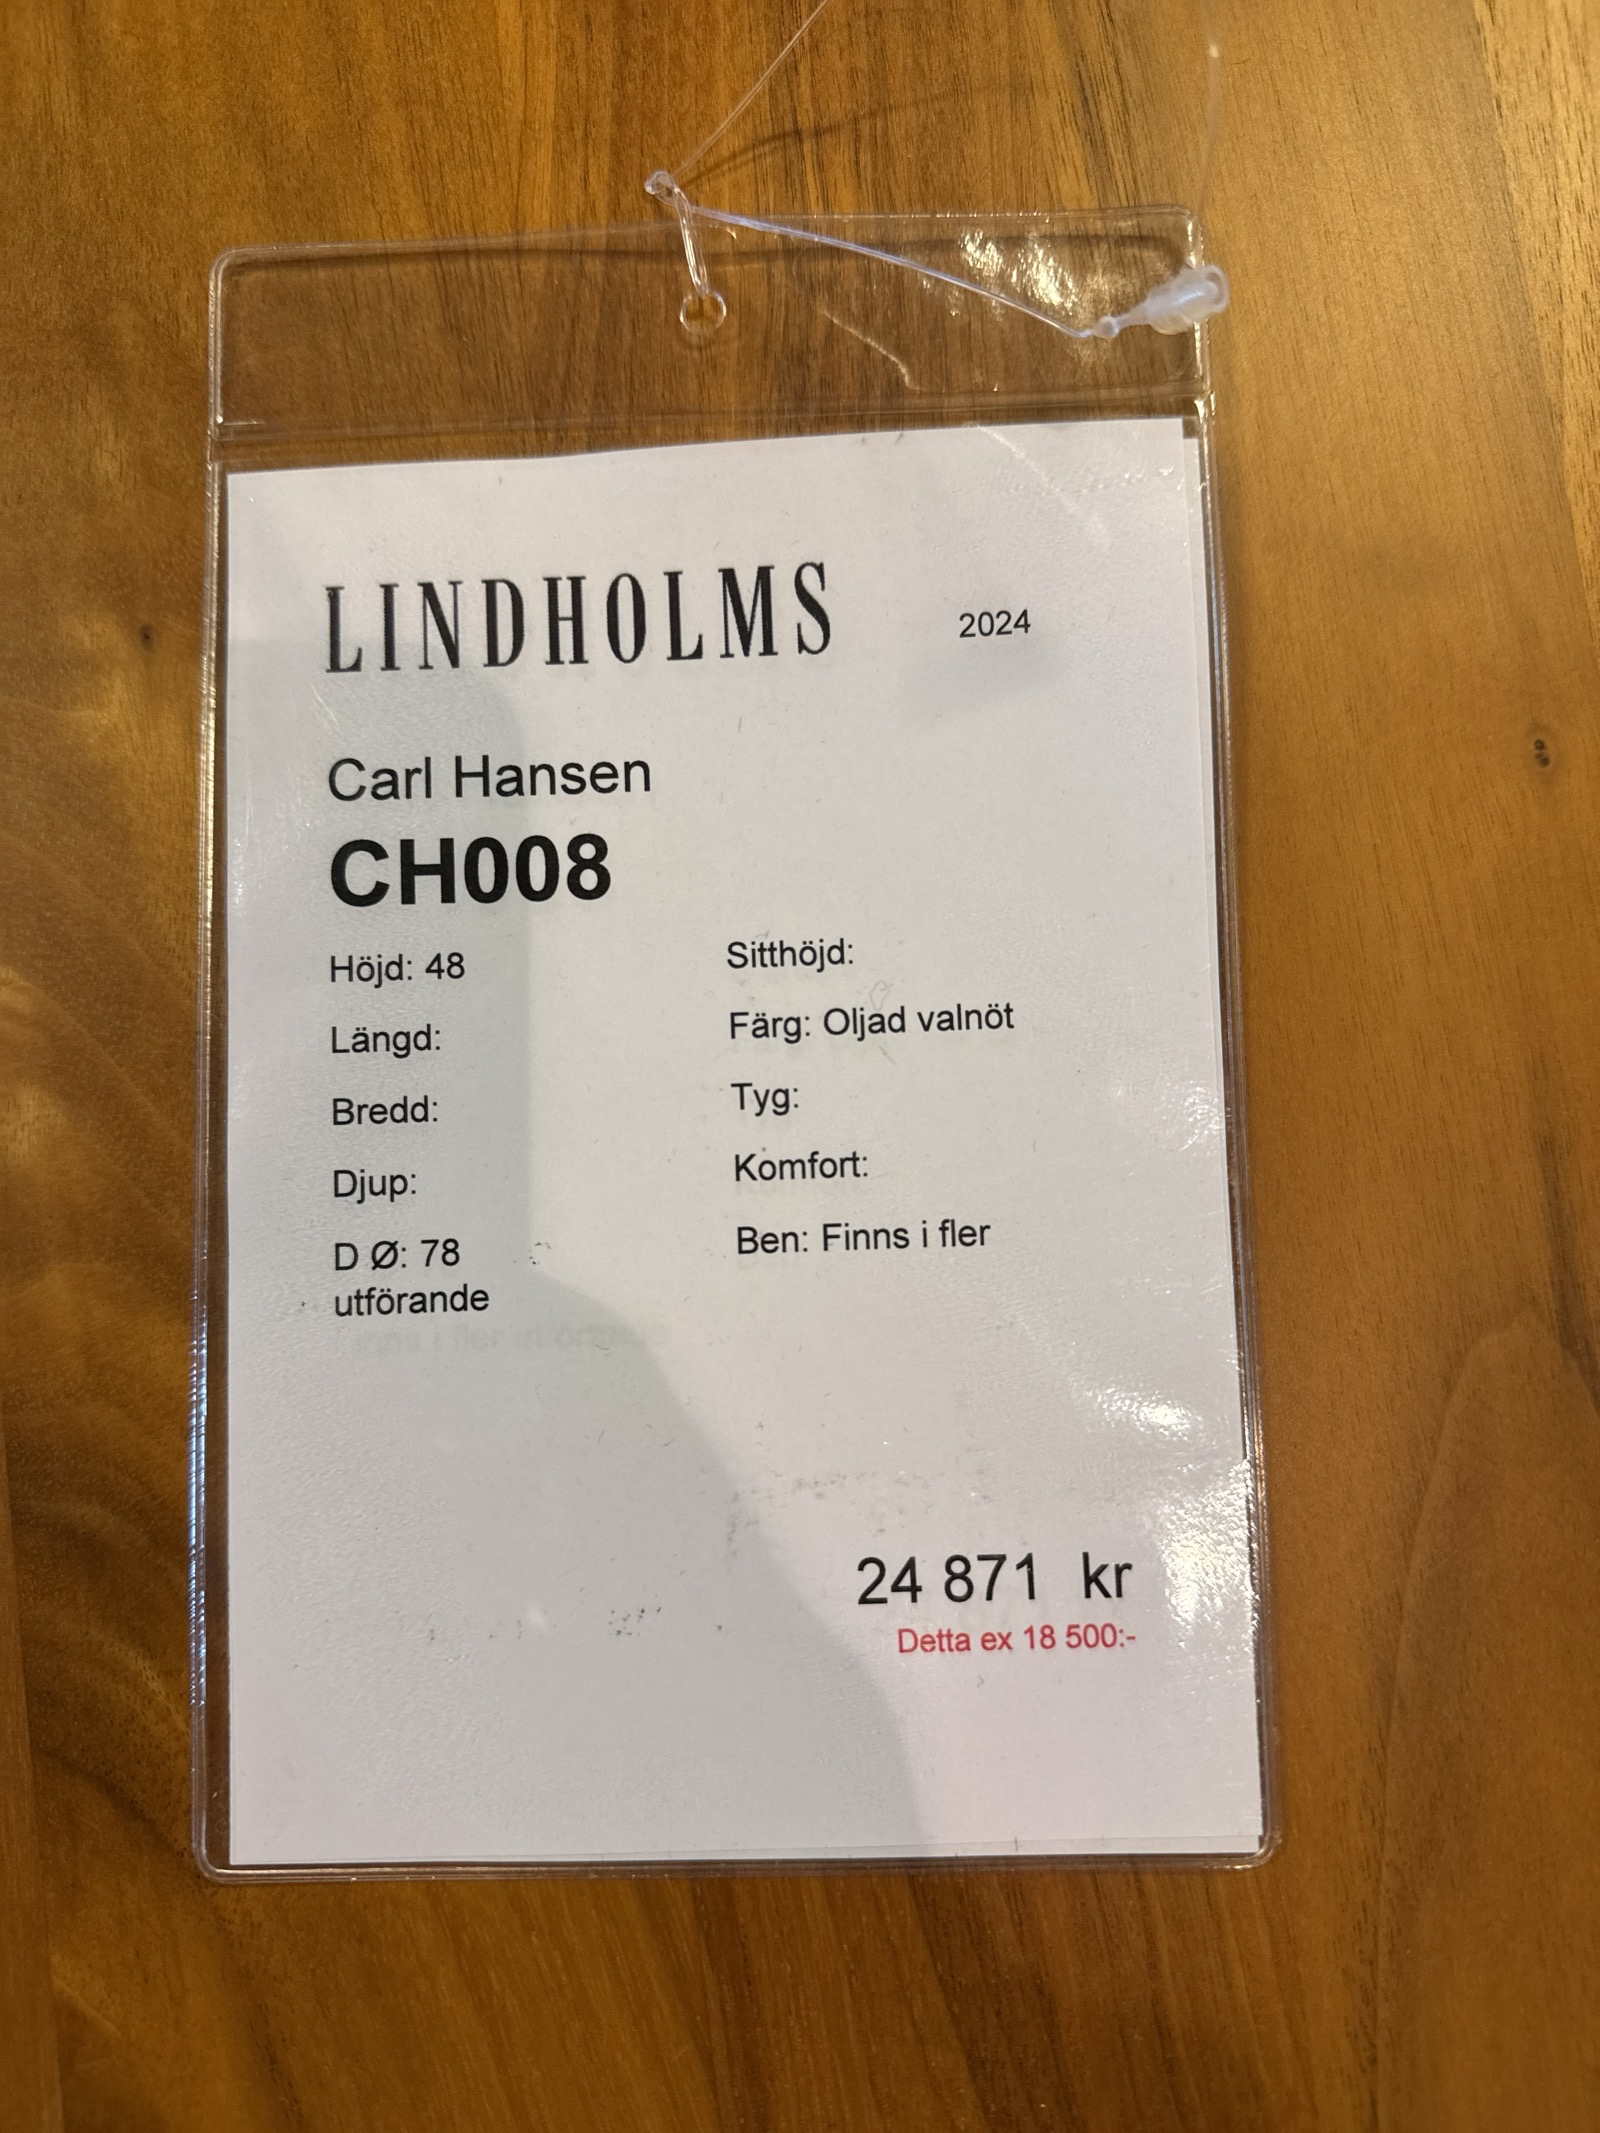 LINDHOLMS 2024
Carl Hansen
CH008
Höjd: 48 Sitthöjd:
Längd: Färg: Oljad valnöt
Bredd: Tyg:
Djup: Komfort:
D Ø: 78 Ben: Finns i fler
utförande
24 871 kr
Detta ex 18 500:-